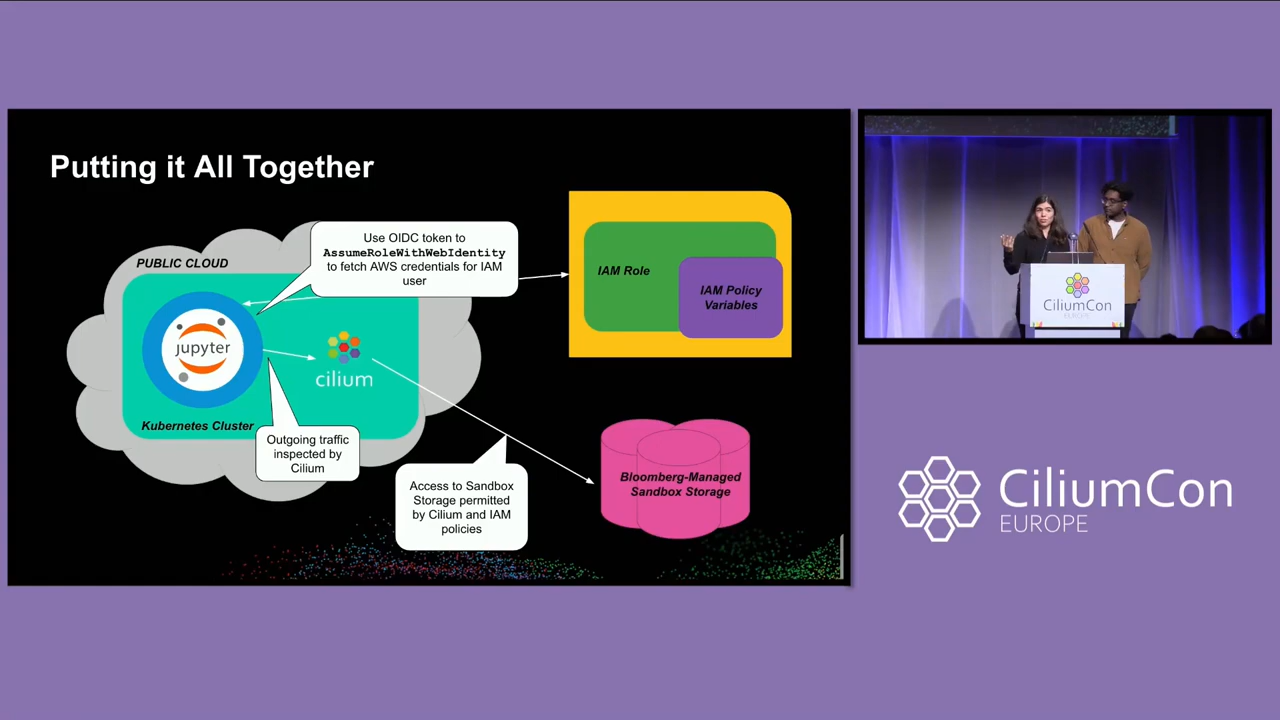 Putting it All Together
PUBLIC CLOUD
Use OIDC token to
AssumeRoleWithWebIdentity
to fetch AWS credentials for IAM
user
jupyter
cilium
Kubernetes Cluster
Outgoing traffic
inspected by
Cilium
Access to Sandbox
Storage permitted
by Cilium and IAM
policies
IAM Role
IAM Policy
Variables
Bloomberg-Managed
Sandbox Storage
CiliumCon
EUROPE
CiliumCon
EUROPE